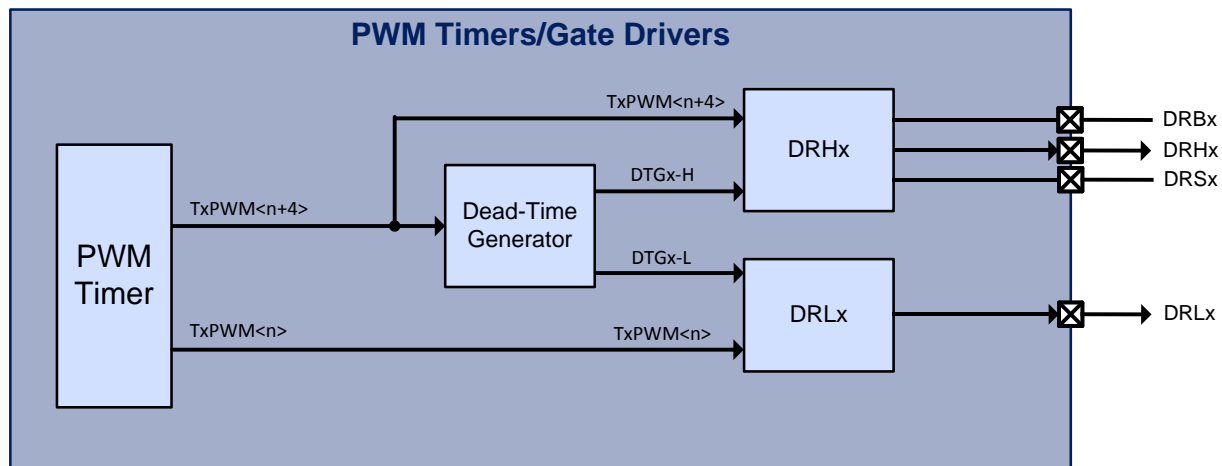 PWM Timers/Gate Drivers
TxPWM<n+4>
DRHx
DRBx
DRHx
DRSx
DTGx-H
TxPWM<n+4>
Dead-Time
Generator
PWM
Timer
DTGx-L
DRLx
DRLx
TxPWM<n>
TxPWM<n>